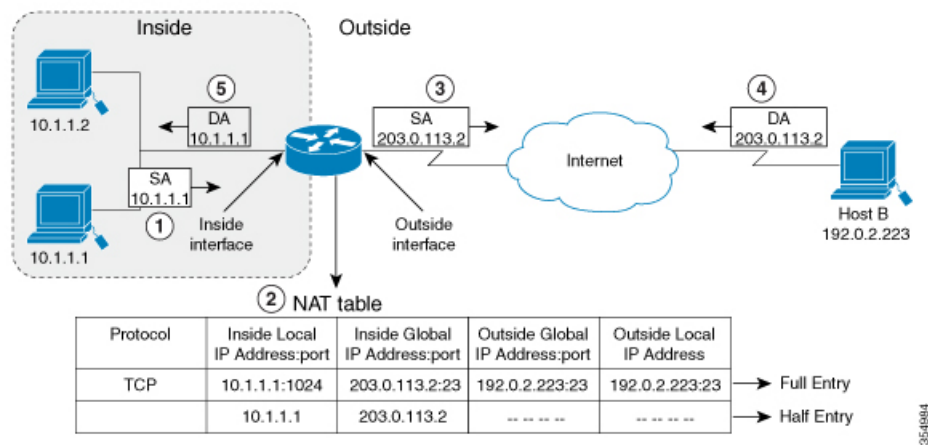 Inside
Outside
10.1.1.2
5
DA
10.1.1.1
3
SA
203.0.113.2
4
DA
203.0.113.2
Internet
SA
10.1.1.1
1
10.1.1.1
Inside
interface
Outside
interface
Host B
192.0.2.223
2 NAT table
Protocol
Inside Local
IP Address:port
Inside Global
IP Address:port
Outside Global
IP Address:port
Outside Local
IP Address
TCP 10.1.1.1:1024 203.0.113.2:23 192.0.2.223:23 192.0.2.223:23 Full Entry
10.1.1.1 203.0.113.2 -- -- -- -- -- -- -- -- Half Entry
354984